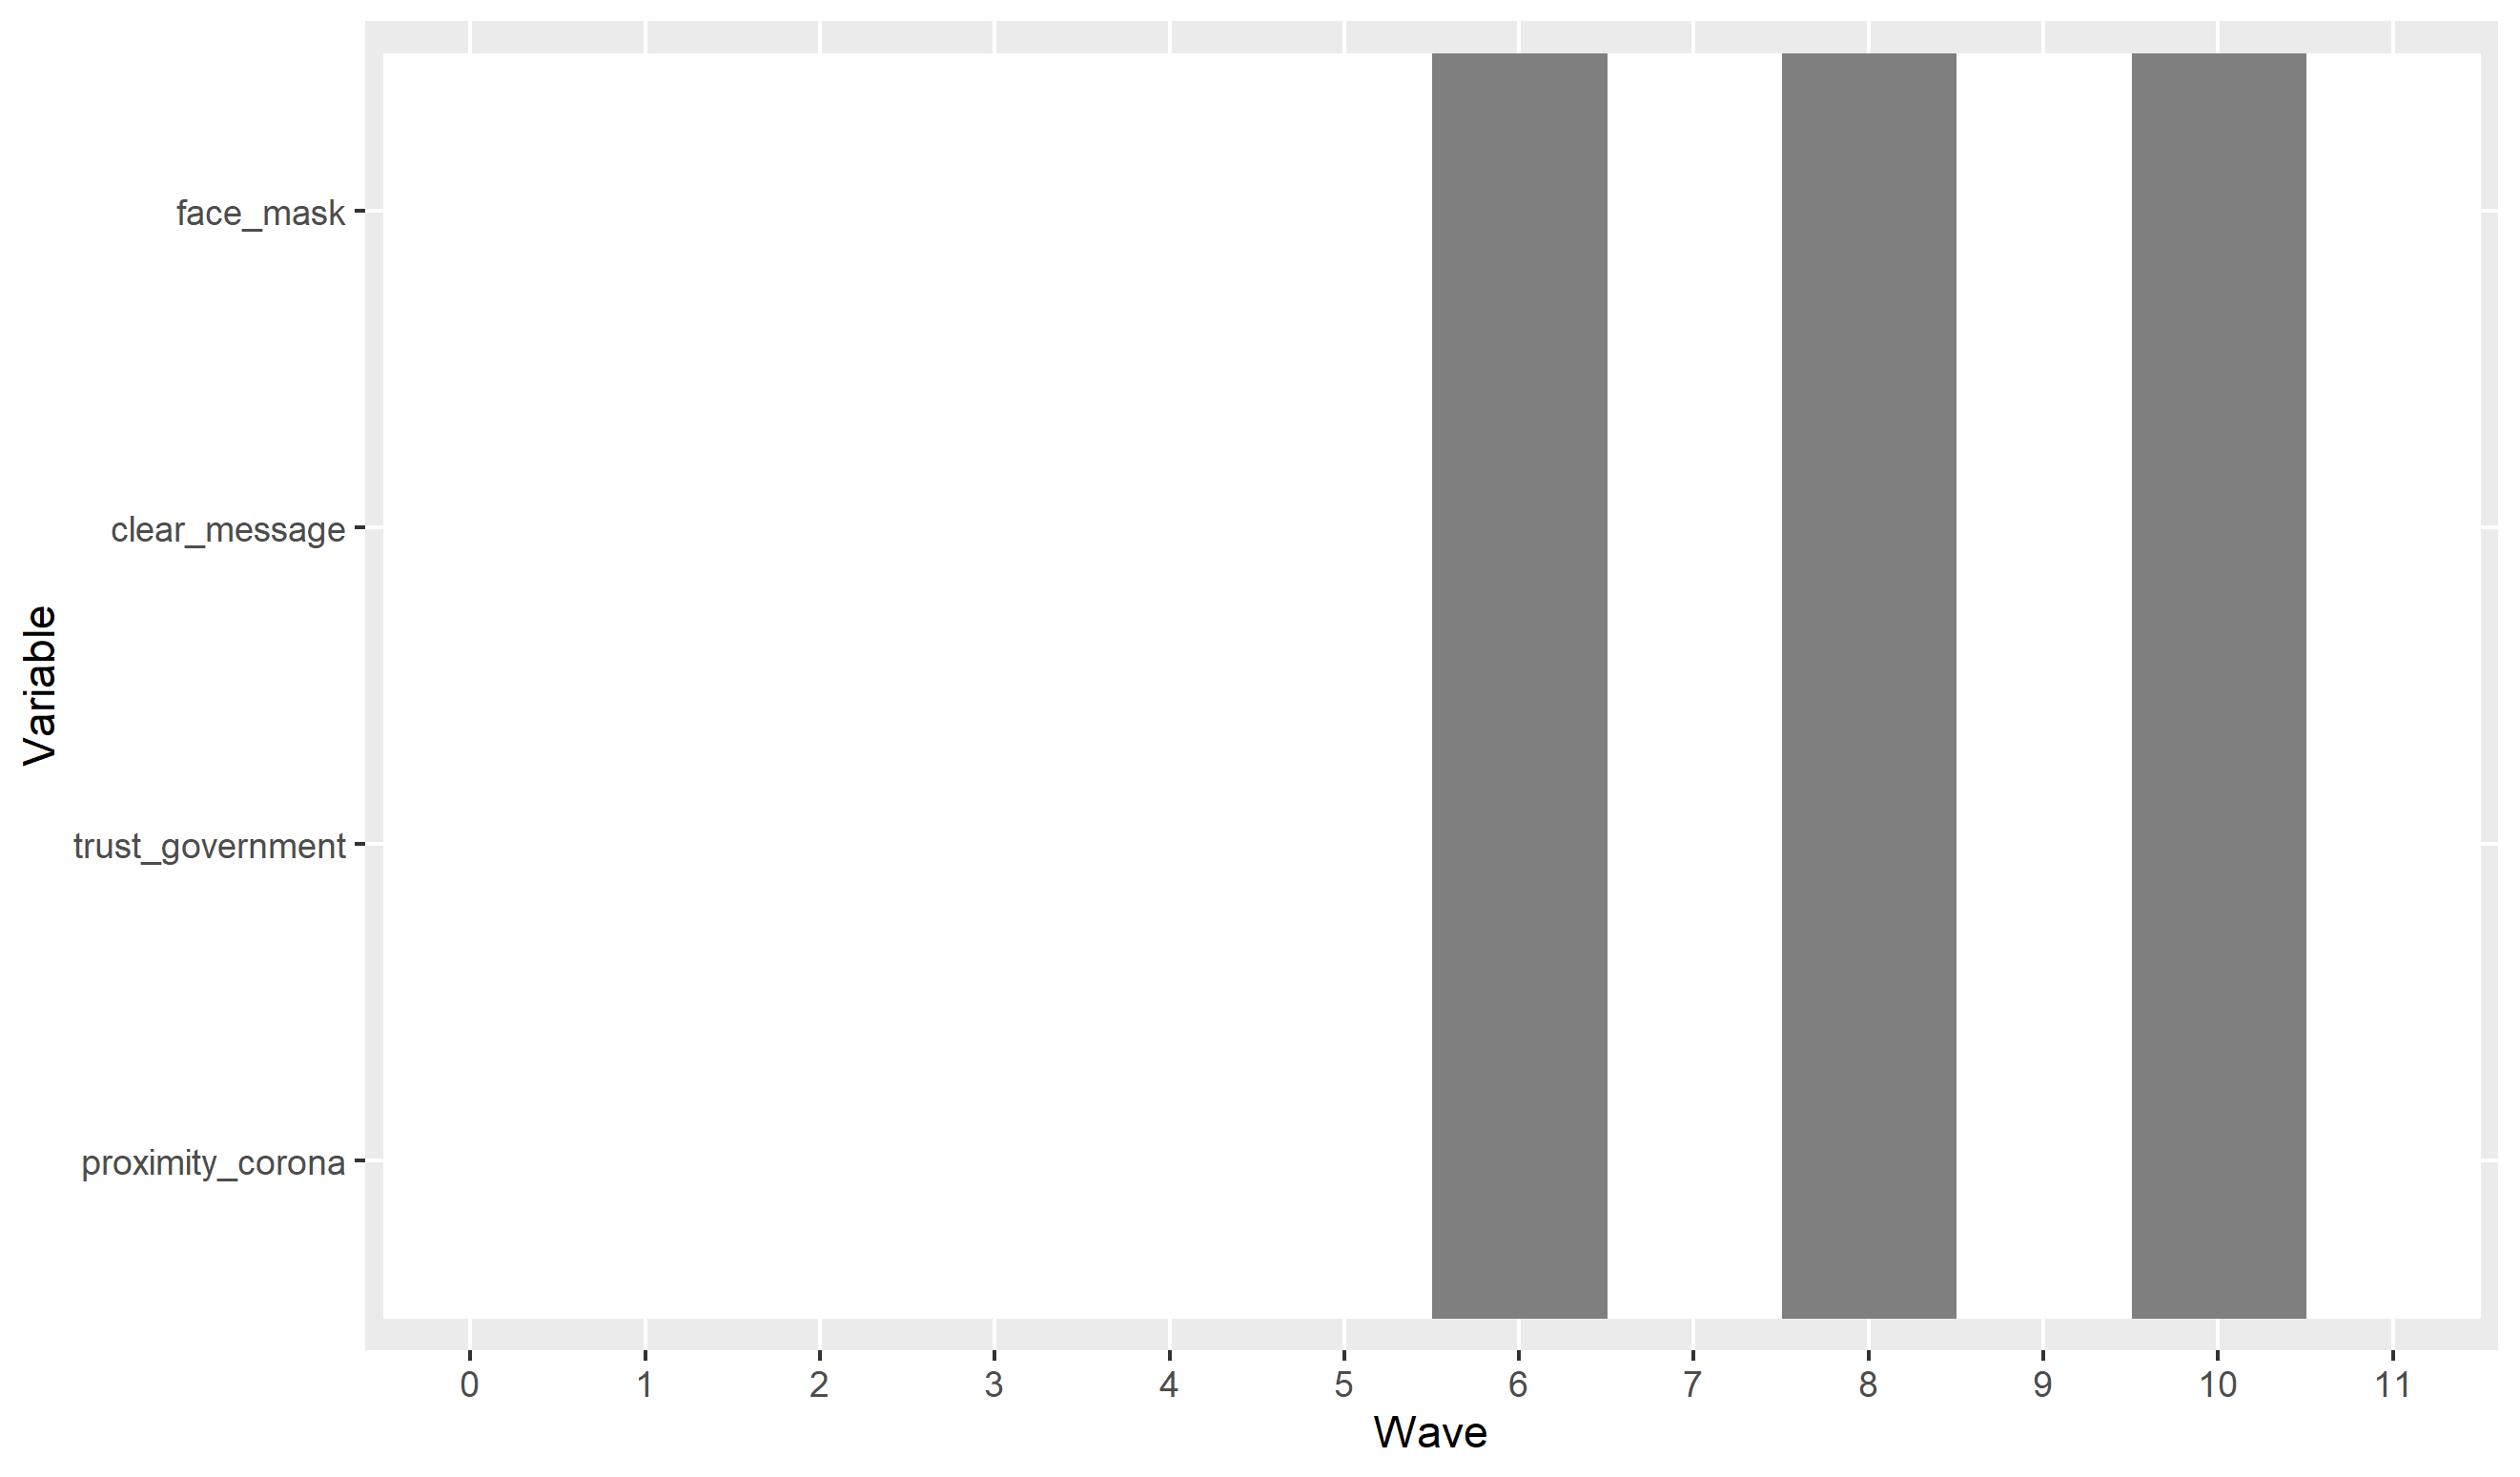 face_mask
clear_message
trust_government
proximity_corona
Variable
0 1 2 3 4 5 6 7 8 9 10 11
Wave